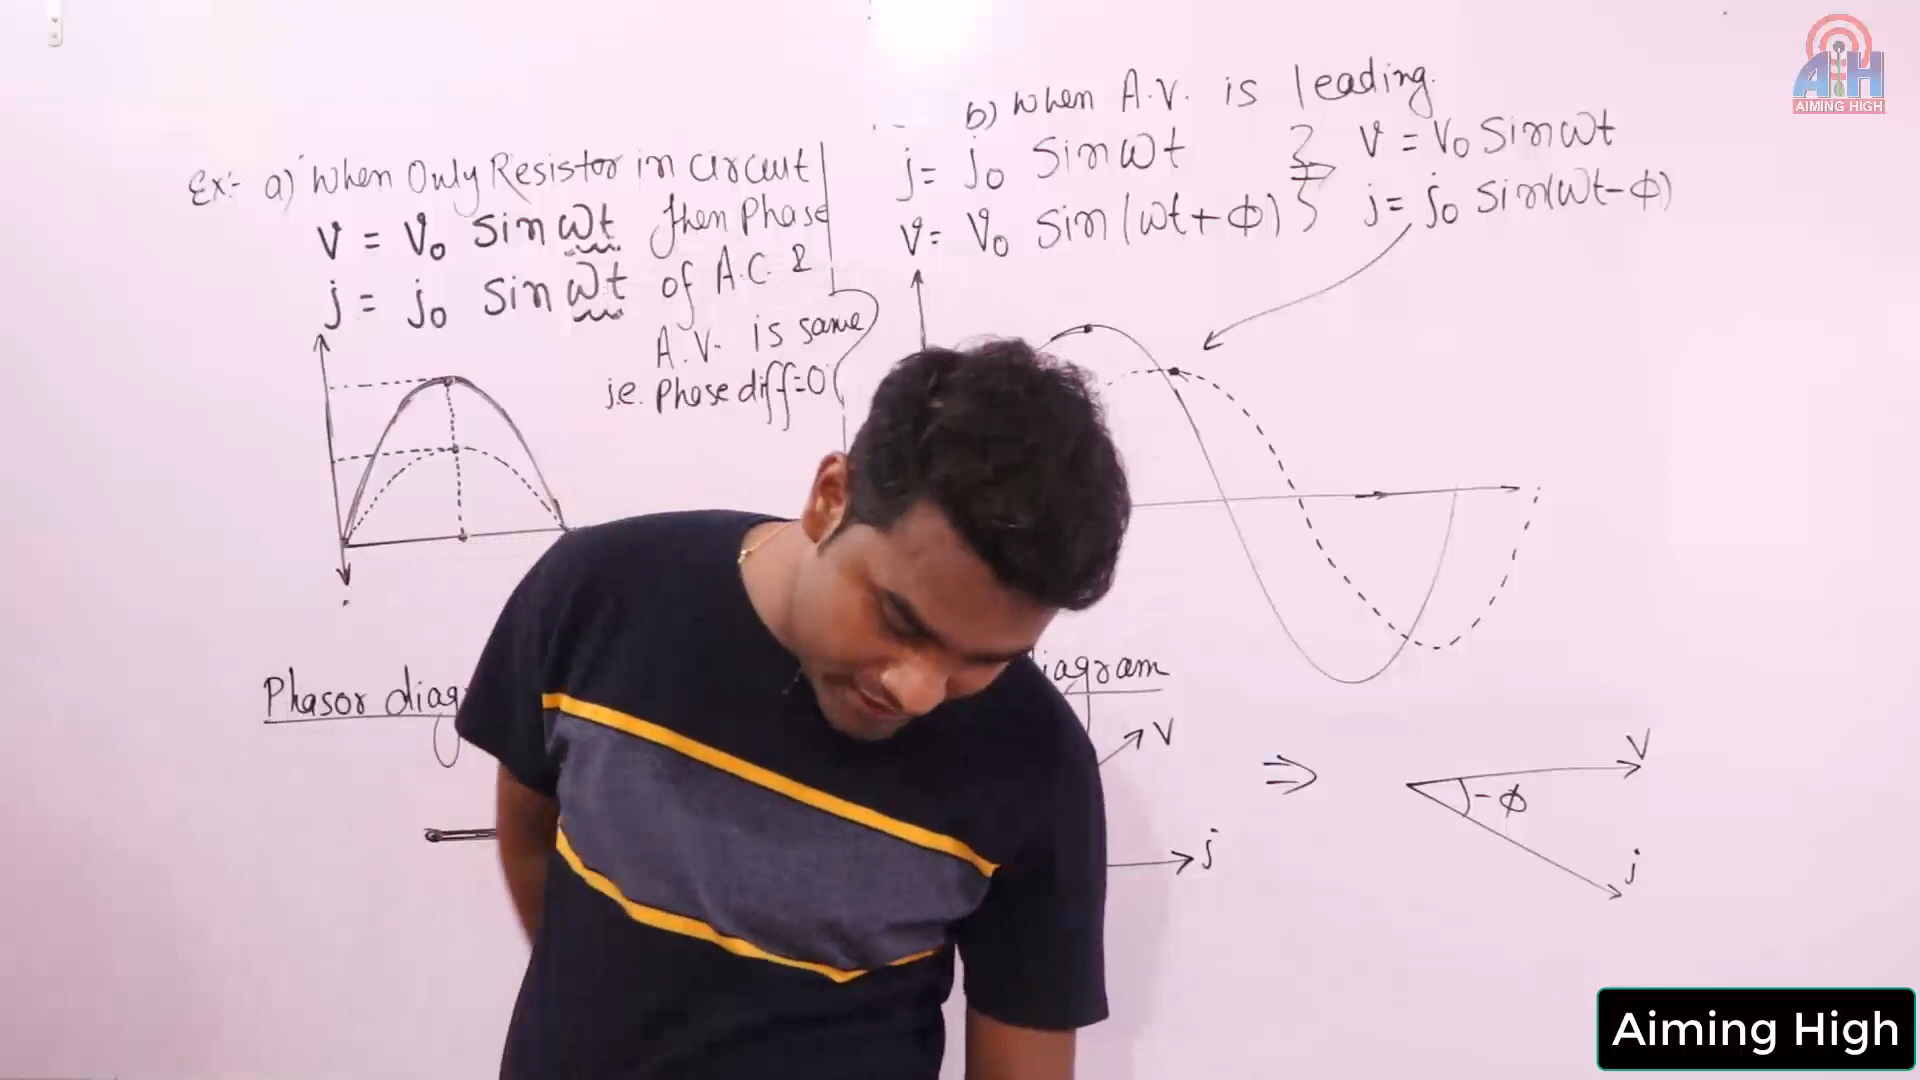 Ex:- a) When Only Resistor in circuit
V = V₀ Sin ωt then Phase
j = j₀ Sin ωt of A.C. &
A.V. is same
i.e. Phase diff=0
Phasor diag
b) When A.V. is leading.
j = j₀ Sin ωt
V = V₀ Sin (ωt + ϕ)
⇒ V = V₀ Sin ωt
j = j₀ Sin(ωt - ϕ)
iagram
V
j
⇒
V
-ϕ
j
AH
AIMING HIGH
Aiming High